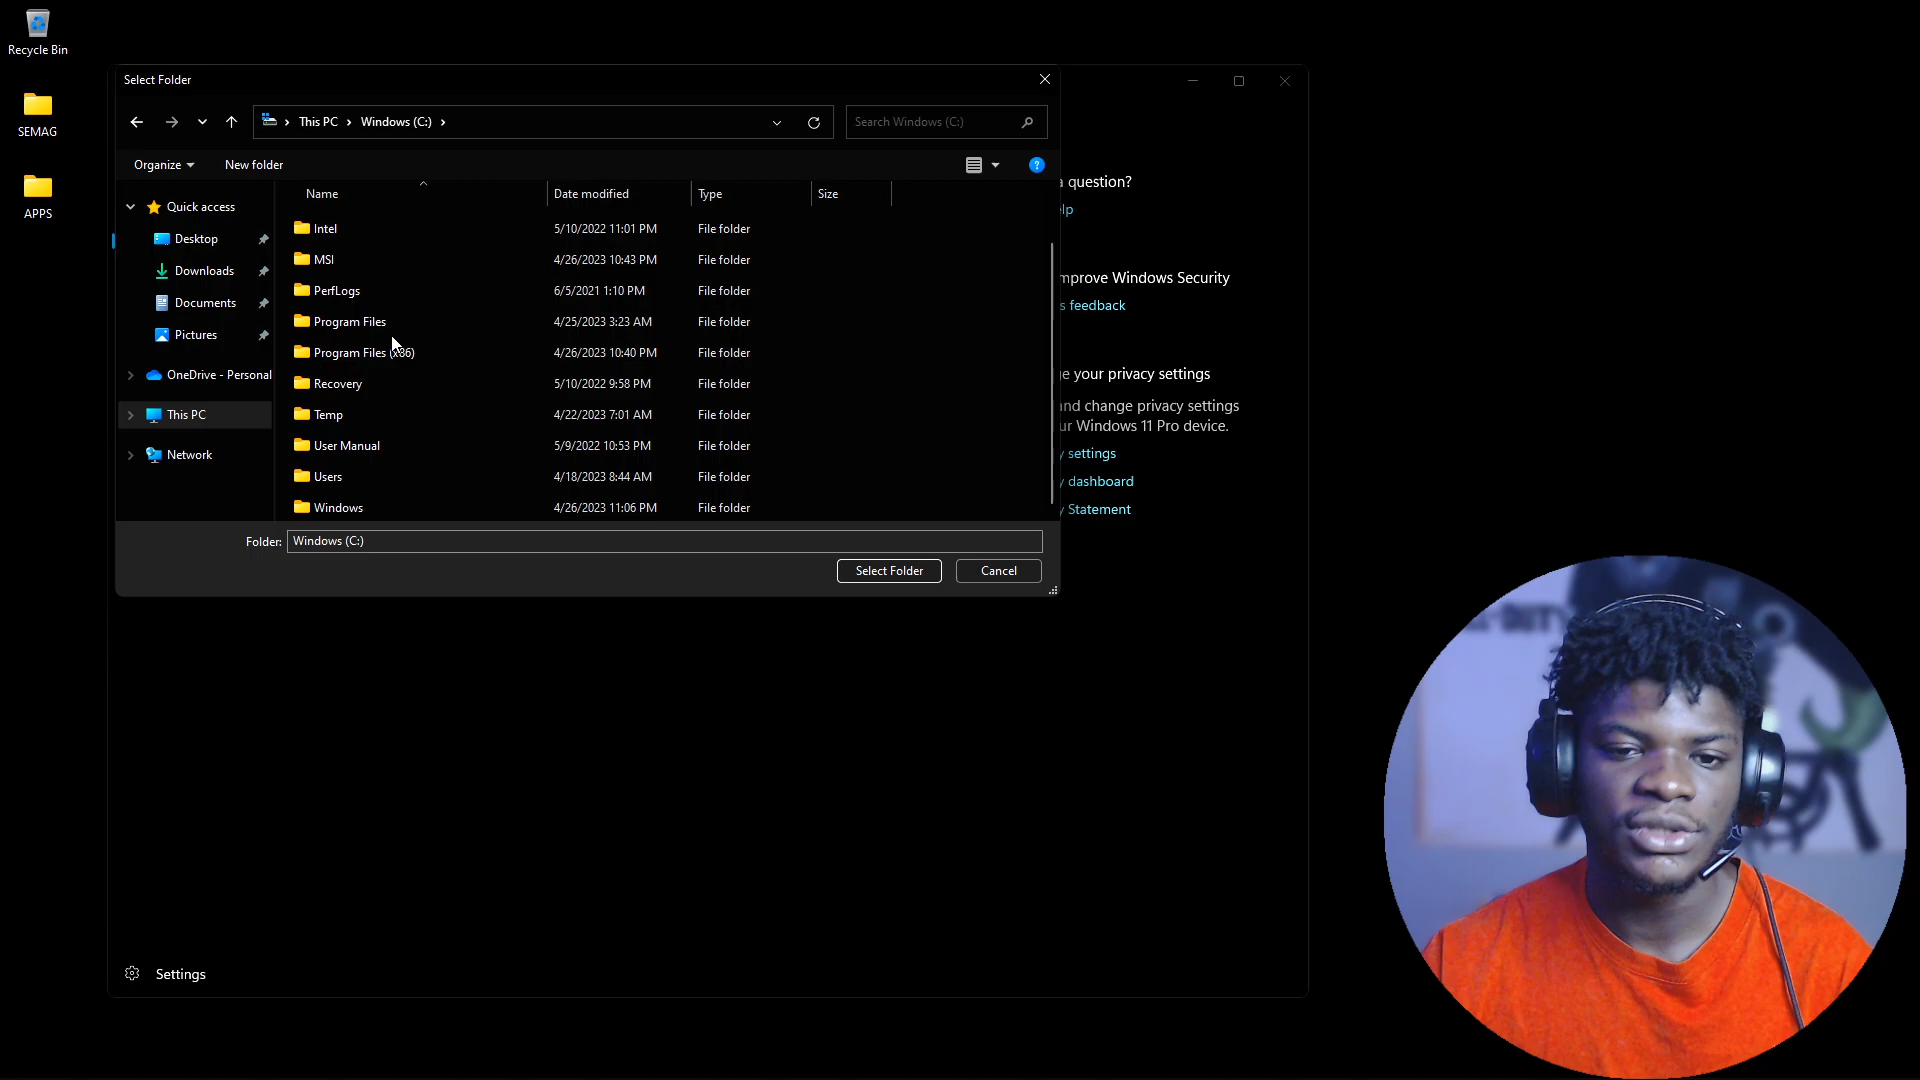 Recycle Bin
SEMAG
APPS
Select Folder
This PC > Windows (C:) >
Search Windows (C:)
Organize
New folder
Name
Date modified
Type
Size
Quick access
Desktop
Downloads
Documents
Pictures
OneDrive - Personal
This PC
Network
Intel 5/10/2022 11:01 PM File folder
MSI 4/26/2023 10:43 PM File folder
PerfLogs 6/5/2021 1:10 PM File folder
Program Files 4/25/2023 3:23 AM File folder
Program Files (x86) 4/26/2023 10:40 PM File folder
Recovery 5/10/2022 9:58 PM File folder
Temp 4/22/2023 7:01 AM File folder
User Manual 5/9/2022 10:53 PM File folder
Users 4/18/2023 8:44 AM File folder
Windows 4/26/2023 11:06 PM File folder
Folder: Windows (C:)
Select Folder
Cancel
question?
lp
mprove Windows Security
s feedback
e your privacy settings
and change privacy settings
ur Windows 11 Pro device.
y settings
y dashboard
y Statement
Settings